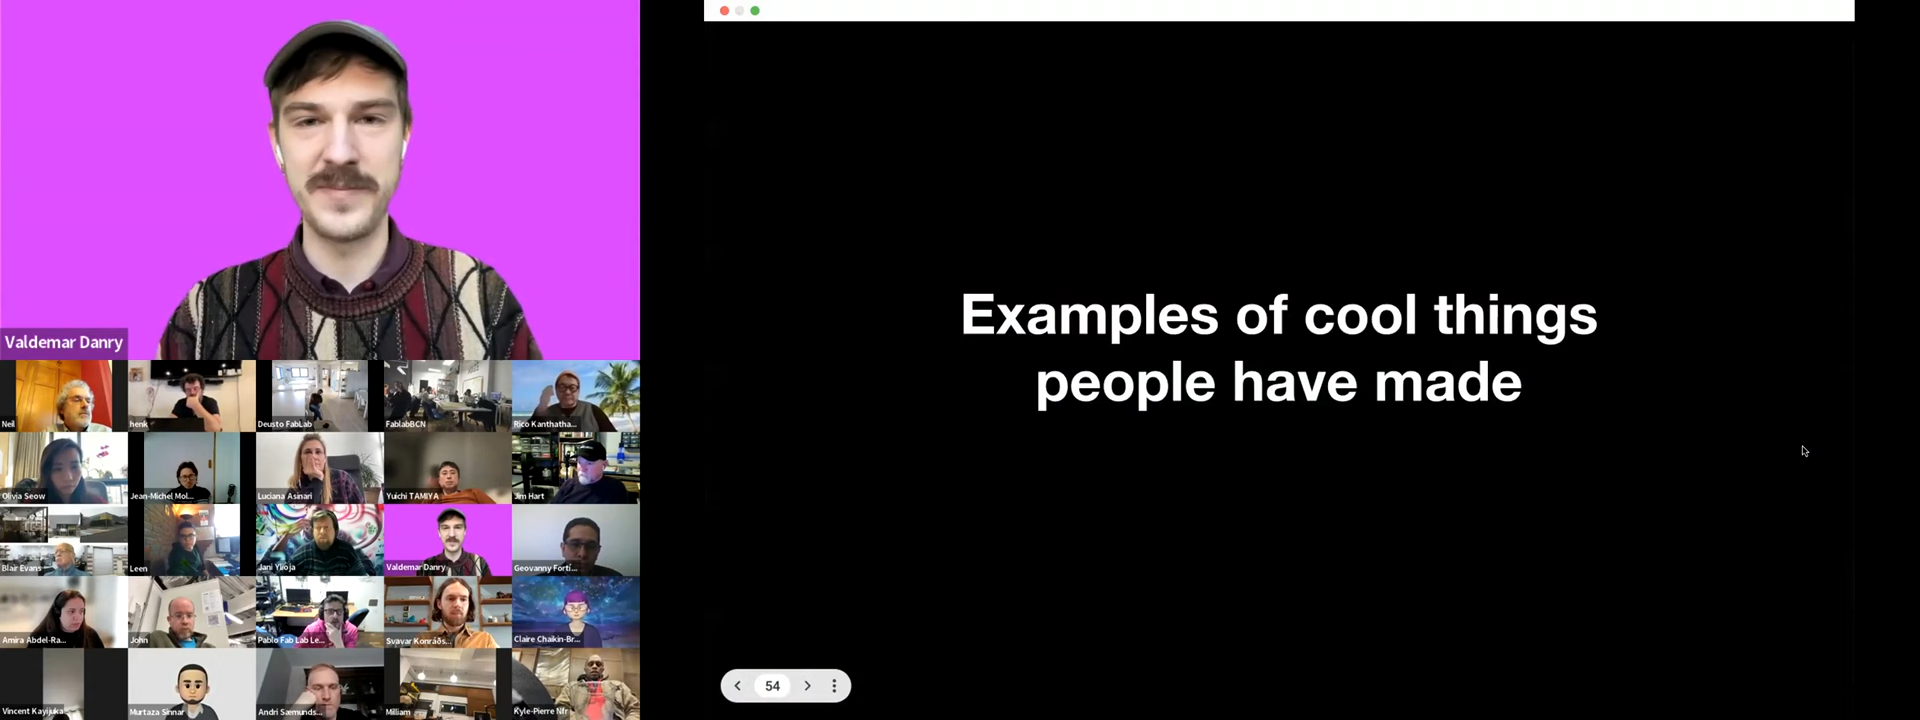 Valdemar Danry
Neil
henk
Deusto FabLab
FablabBCN
Rico Kanthatha...
Olivia Seow
Jean-Michel Mol...
Luciana Asinari
Yuichi TAMIYA
Jim Hart
Blair Evans
Leen
Jani Ylioja
Valdemar Danry
Geovanny Forti...
Amira Abdel-Ra...
John
Pablo Fab Lab Le...
Svavar Konráðs...
Claire Chaikin-Br...
Vincent Kayijuka
Murtaza Sinnar
Andri Sæmunds...
Milliam
Kyle-Pierre Nfr
Examples of cool things
people have made
54